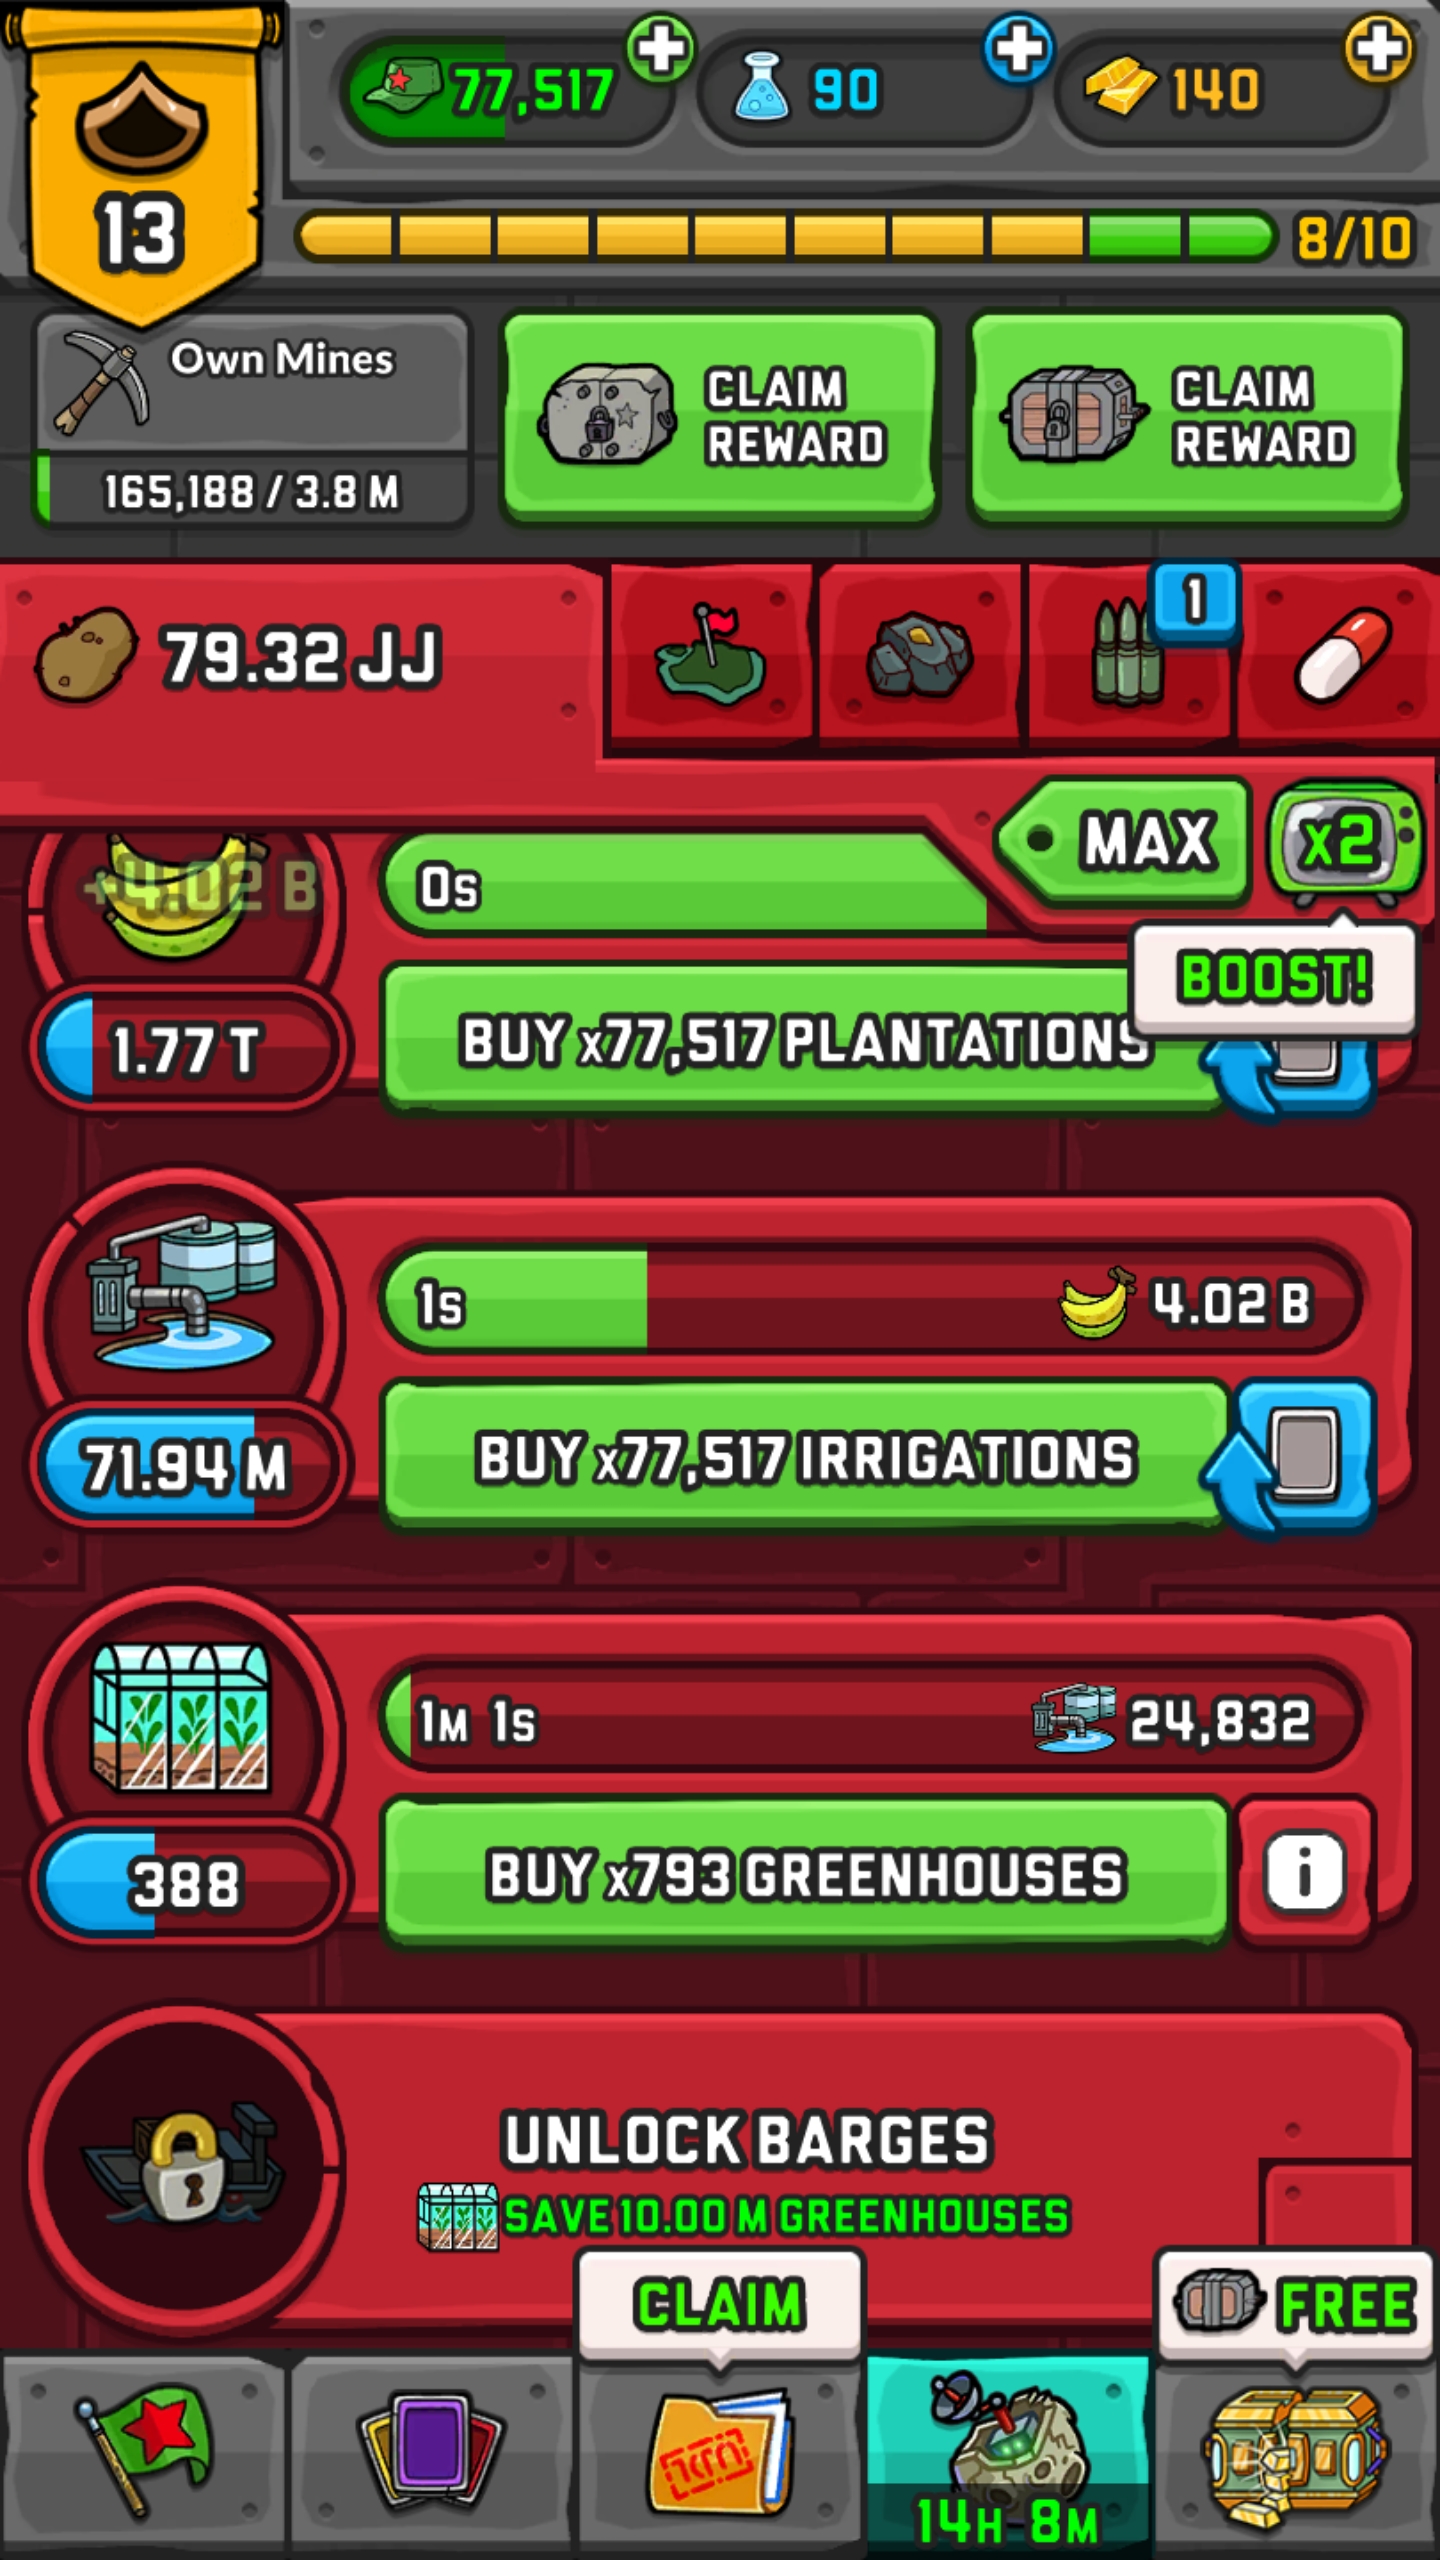 77,517
90
140
13
8/10
Own Mines
165,188 / 3.8 M
CLAIM
REWARD
CLAIM
REWARD
79.32 JJ
1
MAX
x2
BOOST!
+4.02 B
0s
1.77 T
BUY x77,517 PLANTATIONS
1s
4.02 B
71.94 M
BUY x77,517 IRRIGATIONS
1M 1s
24,832
388
BUY x793 GREENHOUSES
i
UNLOCK BARGES
SAVE 10.00 M GREENHOUSES
CLAIM
FREE
14H 8M